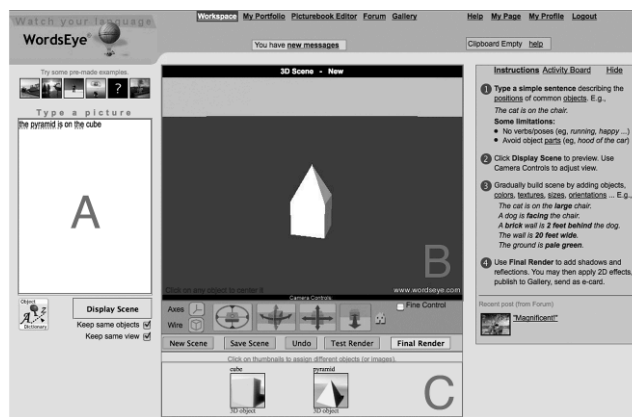 Watch your language
WordsEye
Workspace My Portfolio Picturebook Editor Forum Gallery
Help My Page My Profile Logout
You have new messages
Clipboard Empty help
Try some pre-made examples.
?
Type a picture
the pyramid is on the cube
A
Object
Dictionary
Display Scene
Keep same objects
Keep same view
3D Scene - New
B
Click on any object to center it
www.wordseye.com
Camera Controls
Axes
Wire
Fine Control
New Scene Save Scene Undo Test Render Final Render
Click on thumbnails to assign different objects (or images).
cube pyramid
3D object 3D object
C
Instructions Activity Board Hide
1 Type a simple sentence describing the
positions of common objects. E.g.,
The cat is on the chair.
Some limitations:
• No verbs/poses (eg, running, happy ...)
• Avoid object parts (eg, hood of the car)
2 Click Display Scene to preview. Use
Camera Controls to adjust view.
3 Gradually build scene by adding objects,
colors, textures, sizes, orientations ... E.g.,
The cat is on the large chair.
A dog is facing the chair.
A brick wall is 2 feet behind the dog.
The wall is 20 feet wide.
The ground is pale green.
4 Use Final Render to add shadows and
reflections. You may then apply 2D effects,
publish to Gallery, send as e-card.
Recent post (from Forum)
"Magnificent!"